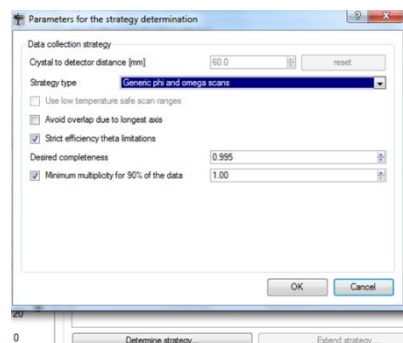 Parameters for the strategy determination
Data collection strategy
Crystal to detector distance [mm] 60.0 reset
Strategy type Generic phi and omega scans
Use low temperature safe scan ranges
Avoid overlap due to longest axis
Strict efficiency theta limitations
Desired completeness 0.995
Minimum multiplicity for 90% of the data 1.00
OK Cancel
20
0 Determine strategy... Extend strategy...